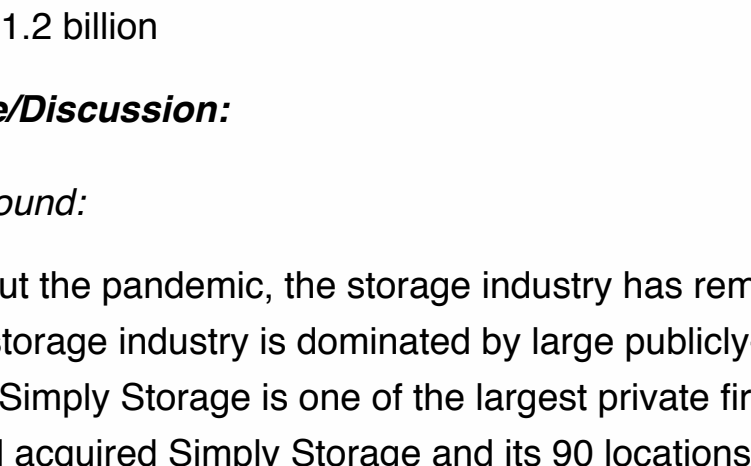 1.2 billion
e/Discussion:
ound:
ut the pandemic, the storage industry has rem
storage industry is dominated by large publicly
Simply Storage is one of the largest private fir
l acquired Simply Storage and its 90 locations